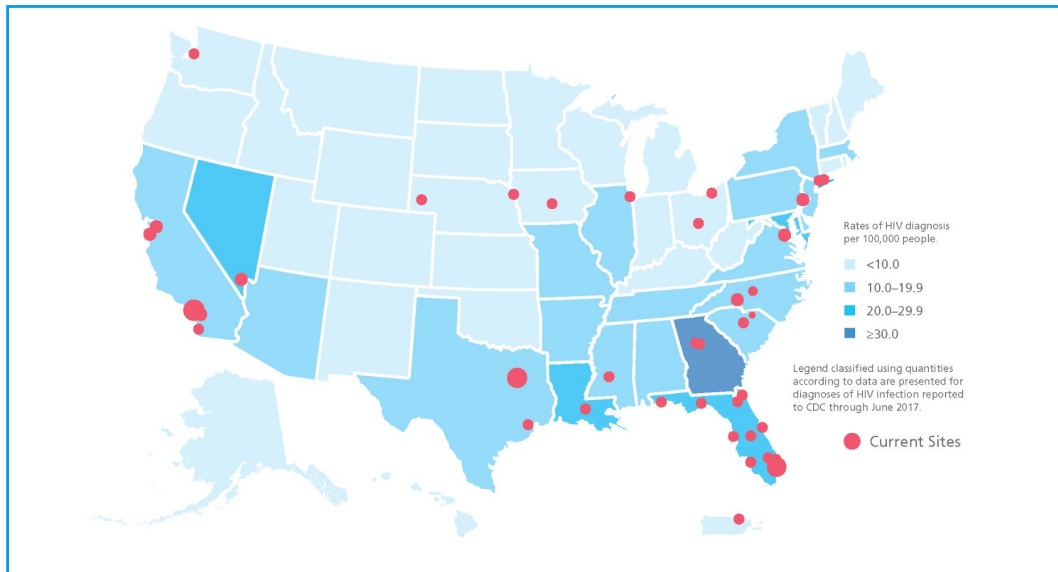 Rates of HIV diagnosis
per 100,000 people.
<10.0
10.0–19.9
20.0–29.9
≥30.0
Legend classified using quantities
according to data are presented for
diagnoses of HIV infection reported
to CDC through June 2017.
Current Sites